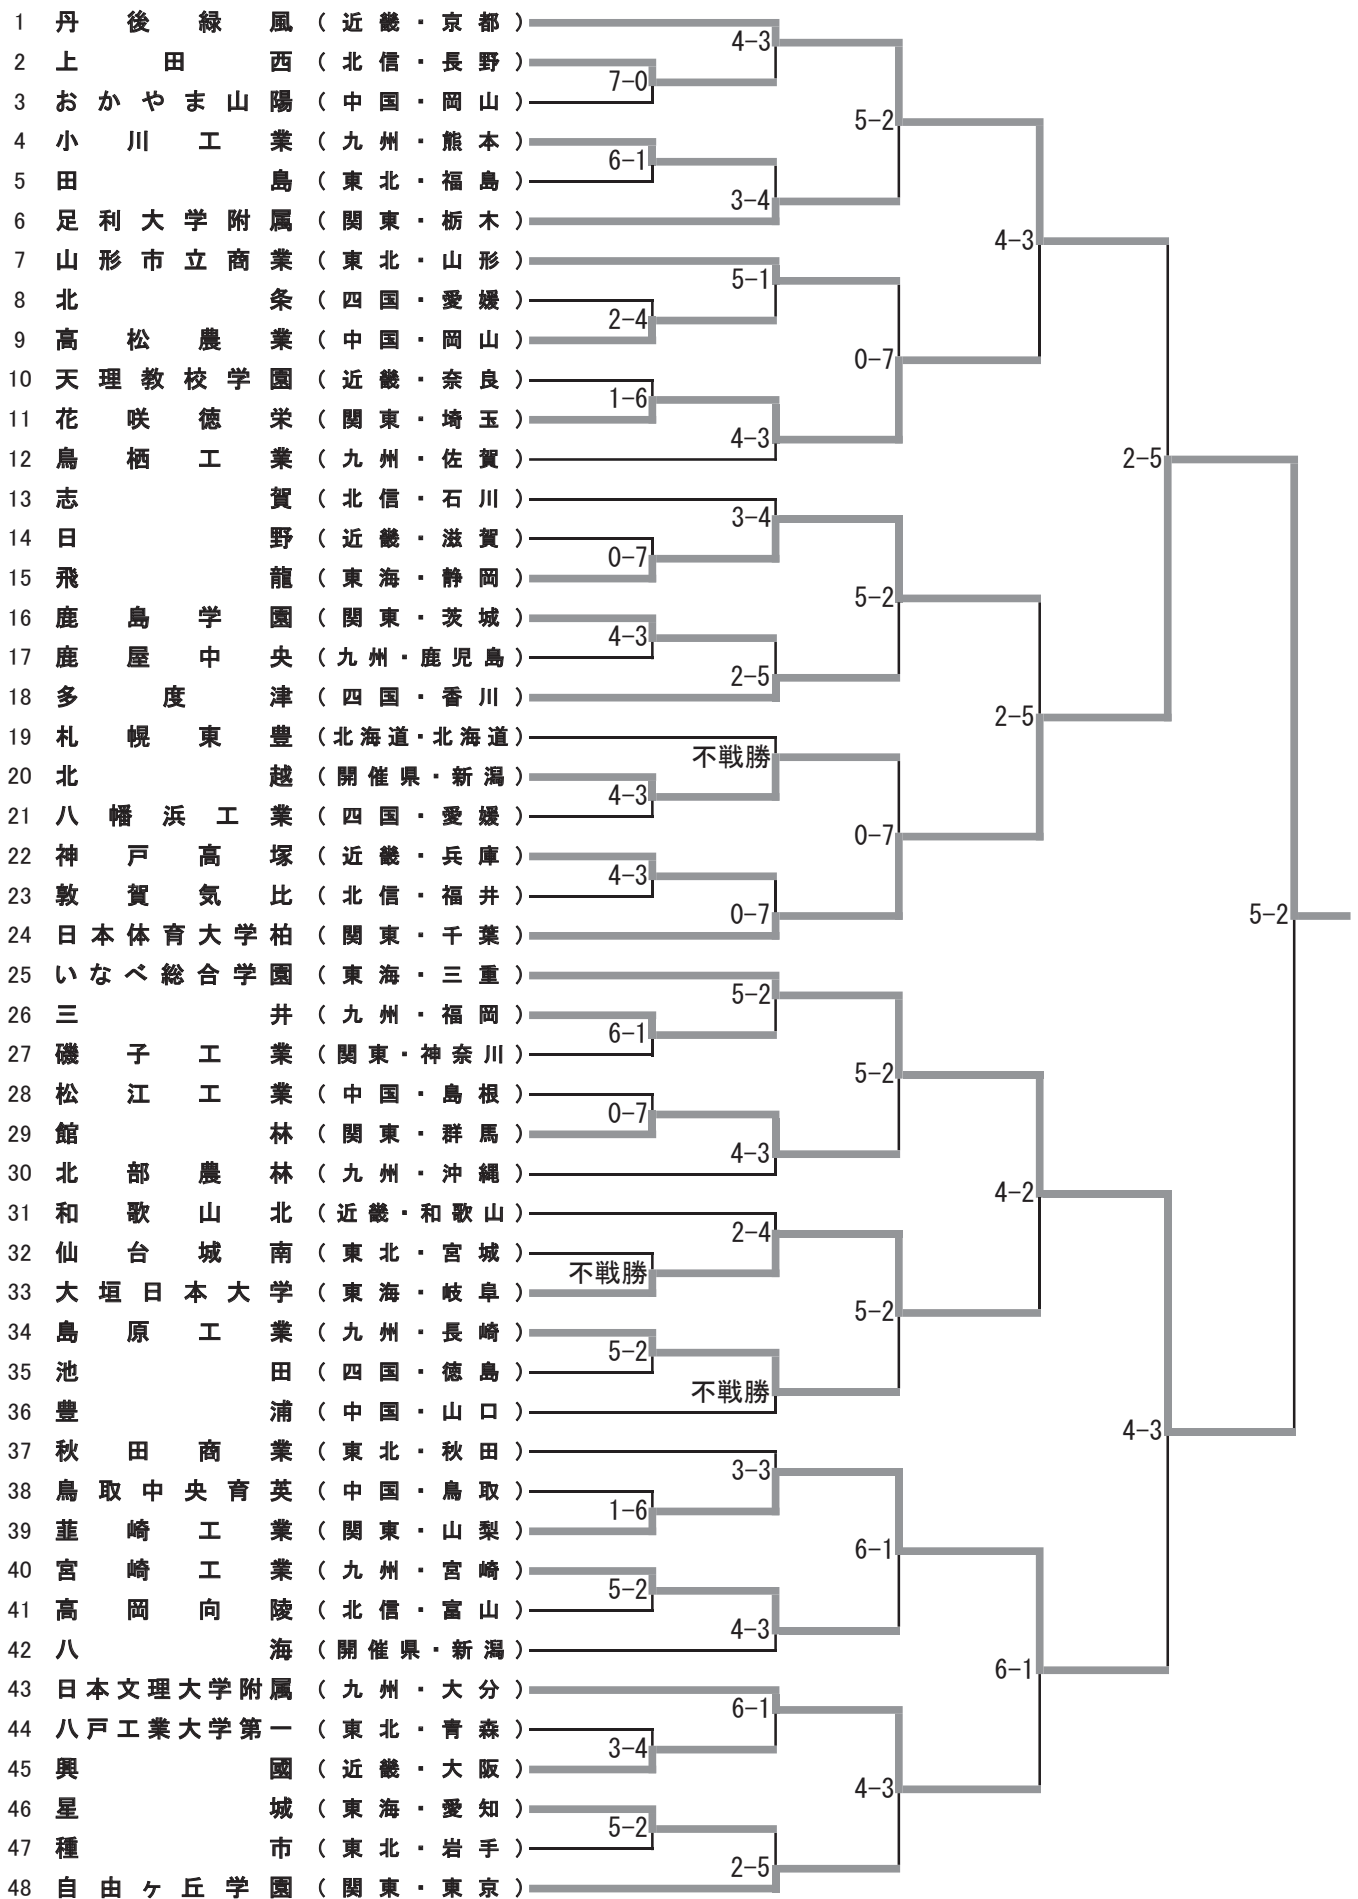 1 丹後緑風 (近畿・京都)
4-3
2 上田西 (北信・長野)
7-0
3 おかやま山陽 (中国・岡山)
5-2
4 小川工業 (九州・熊本)
6-1
5 田島 (東北・福島)
3-4
6 足利大学附属 (関東・栃木)
4-3
7 山形市立商業 (東北・山形)
5-1
8 北条 (四国・愛媛)
2-4
9 高松農業 (中国・岡山)
0-7
10 天理教校学園 (近畿・奈良)
1-6
11 花咲徳栄 (関東・埼玉)
4-3
12 鳥栖工業 (九州・佐賀)
2-5
13 志賀 (北信・石川)
3-4
14 日野 (近畿・滋賀)
0-7
15 飛龍 (東海・静岡)
5-2
16 鹿島学園 (関東・茨城)
4-3
17 鹿屋中央 (九州・鹿児島)
2-5
18 多度津 (四国・香川)
2-5
19 札幌東豊 (北海道・北海道)
不戦勝
20 北越 (開催県・新潟)
4-3
21 八幡浜工業 (四国・愛媛)
0-7
22 神戸高塚 (近畿・兵庫)
4-3
23 敦賀気比 (北信・福井)
0-7
5-2
24 日本体育大学柏 (関東・千葉)
25 いなべ総合学園 (東海・三重)
5-2
26 三井 (九州・福岡)
6-1
27 磯子工業 (関東・神奈川)
5-2
28 松江工業 (中国・島根)
0-7
29 館林 (関東・群馬)
4-3
30 北部農林 (九州・沖縄)
4-2
31 和歌山北 (近畿・和歌山)
2-4
32 仙台城南 (東北・宮城)
不戦勝
33 大垣日本大学 (東海・岐阜)
5-2
34 島原工業 (九州・長崎)
5-2
35 池田 (四国・徳島)
不戦勝
36 豊浦 (中国・山口)
4-3
37 秋田商業 (東北・秋田)
3-3
38 鳥取中央育英 (中国・鳥取)
1-6
39 韮崎工業 (関東・山梨)
6-1
40 宮崎工業 (九州・宮崎)
5-2
41 高岡向陵 (北信・富山)
4-3
42 八海 (開催県・新潟)
6-1
43 日本文理大学附属 (九州・大分)
6-1
44 八戸工業大学第一 (東北・青森)
3-4
45 興國 (近畿・大阪)
4-3
46 星城 (東海・愛知)
5-2
47 種市 (東北・岩手)
2-5
48 自由ヶ丘学園 (関東・東京)